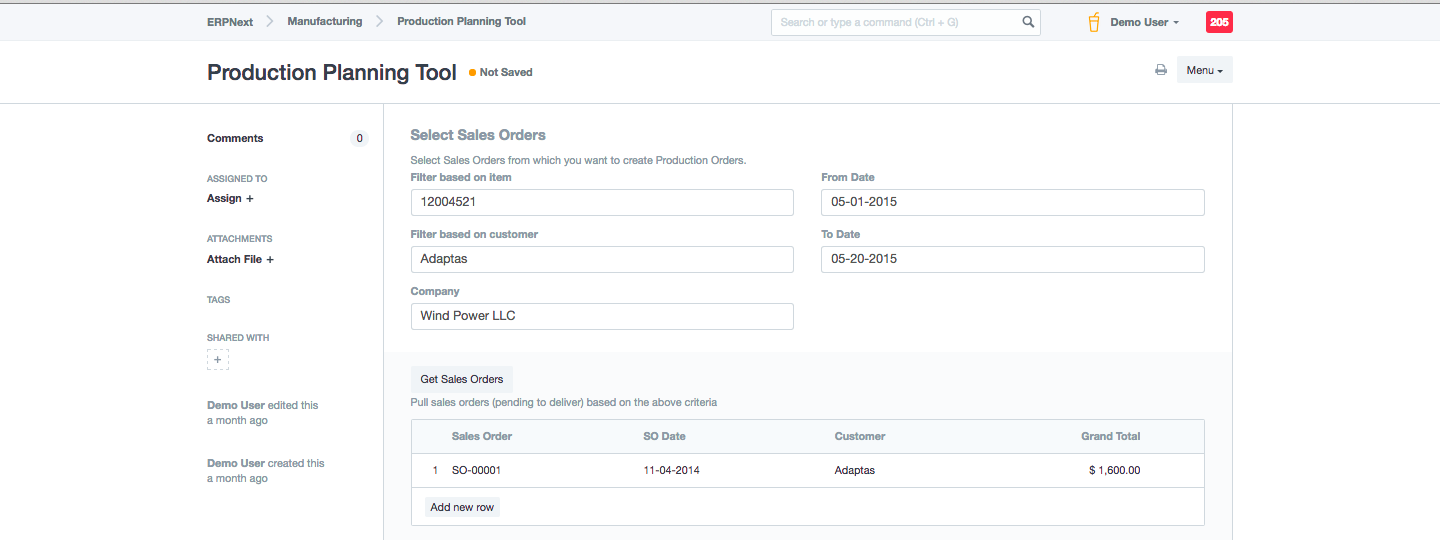 ERPNext Manufacturing Production Planning Tool Search or type a command (Ctrl + G) Demo User 205
Production Planning Tool Not Saved Menu
Comments 0
ASSIGNED TO
Assign +
ATTACHMENTS
Attach File +
TAGS
SHARED WITH
+
Demo User edited this
a month ago
Demo User created this
a month ago
Select Sales Orders
Select Sales Orders from which you want to create Production Orders.
Filter based on item
12004521
From Date
05-01-2015
Filter based on customer
Adaptas
To Date
05-20-2015
Company
Wind Power LLC
Get Sales Orders
Pull sales orders (pending to deliver) based on the above criteria
Sales Order SO Date Customer Grand Total
1 SO-00001 11-04-2014 Adaptas $ 1,600.00
Add new row